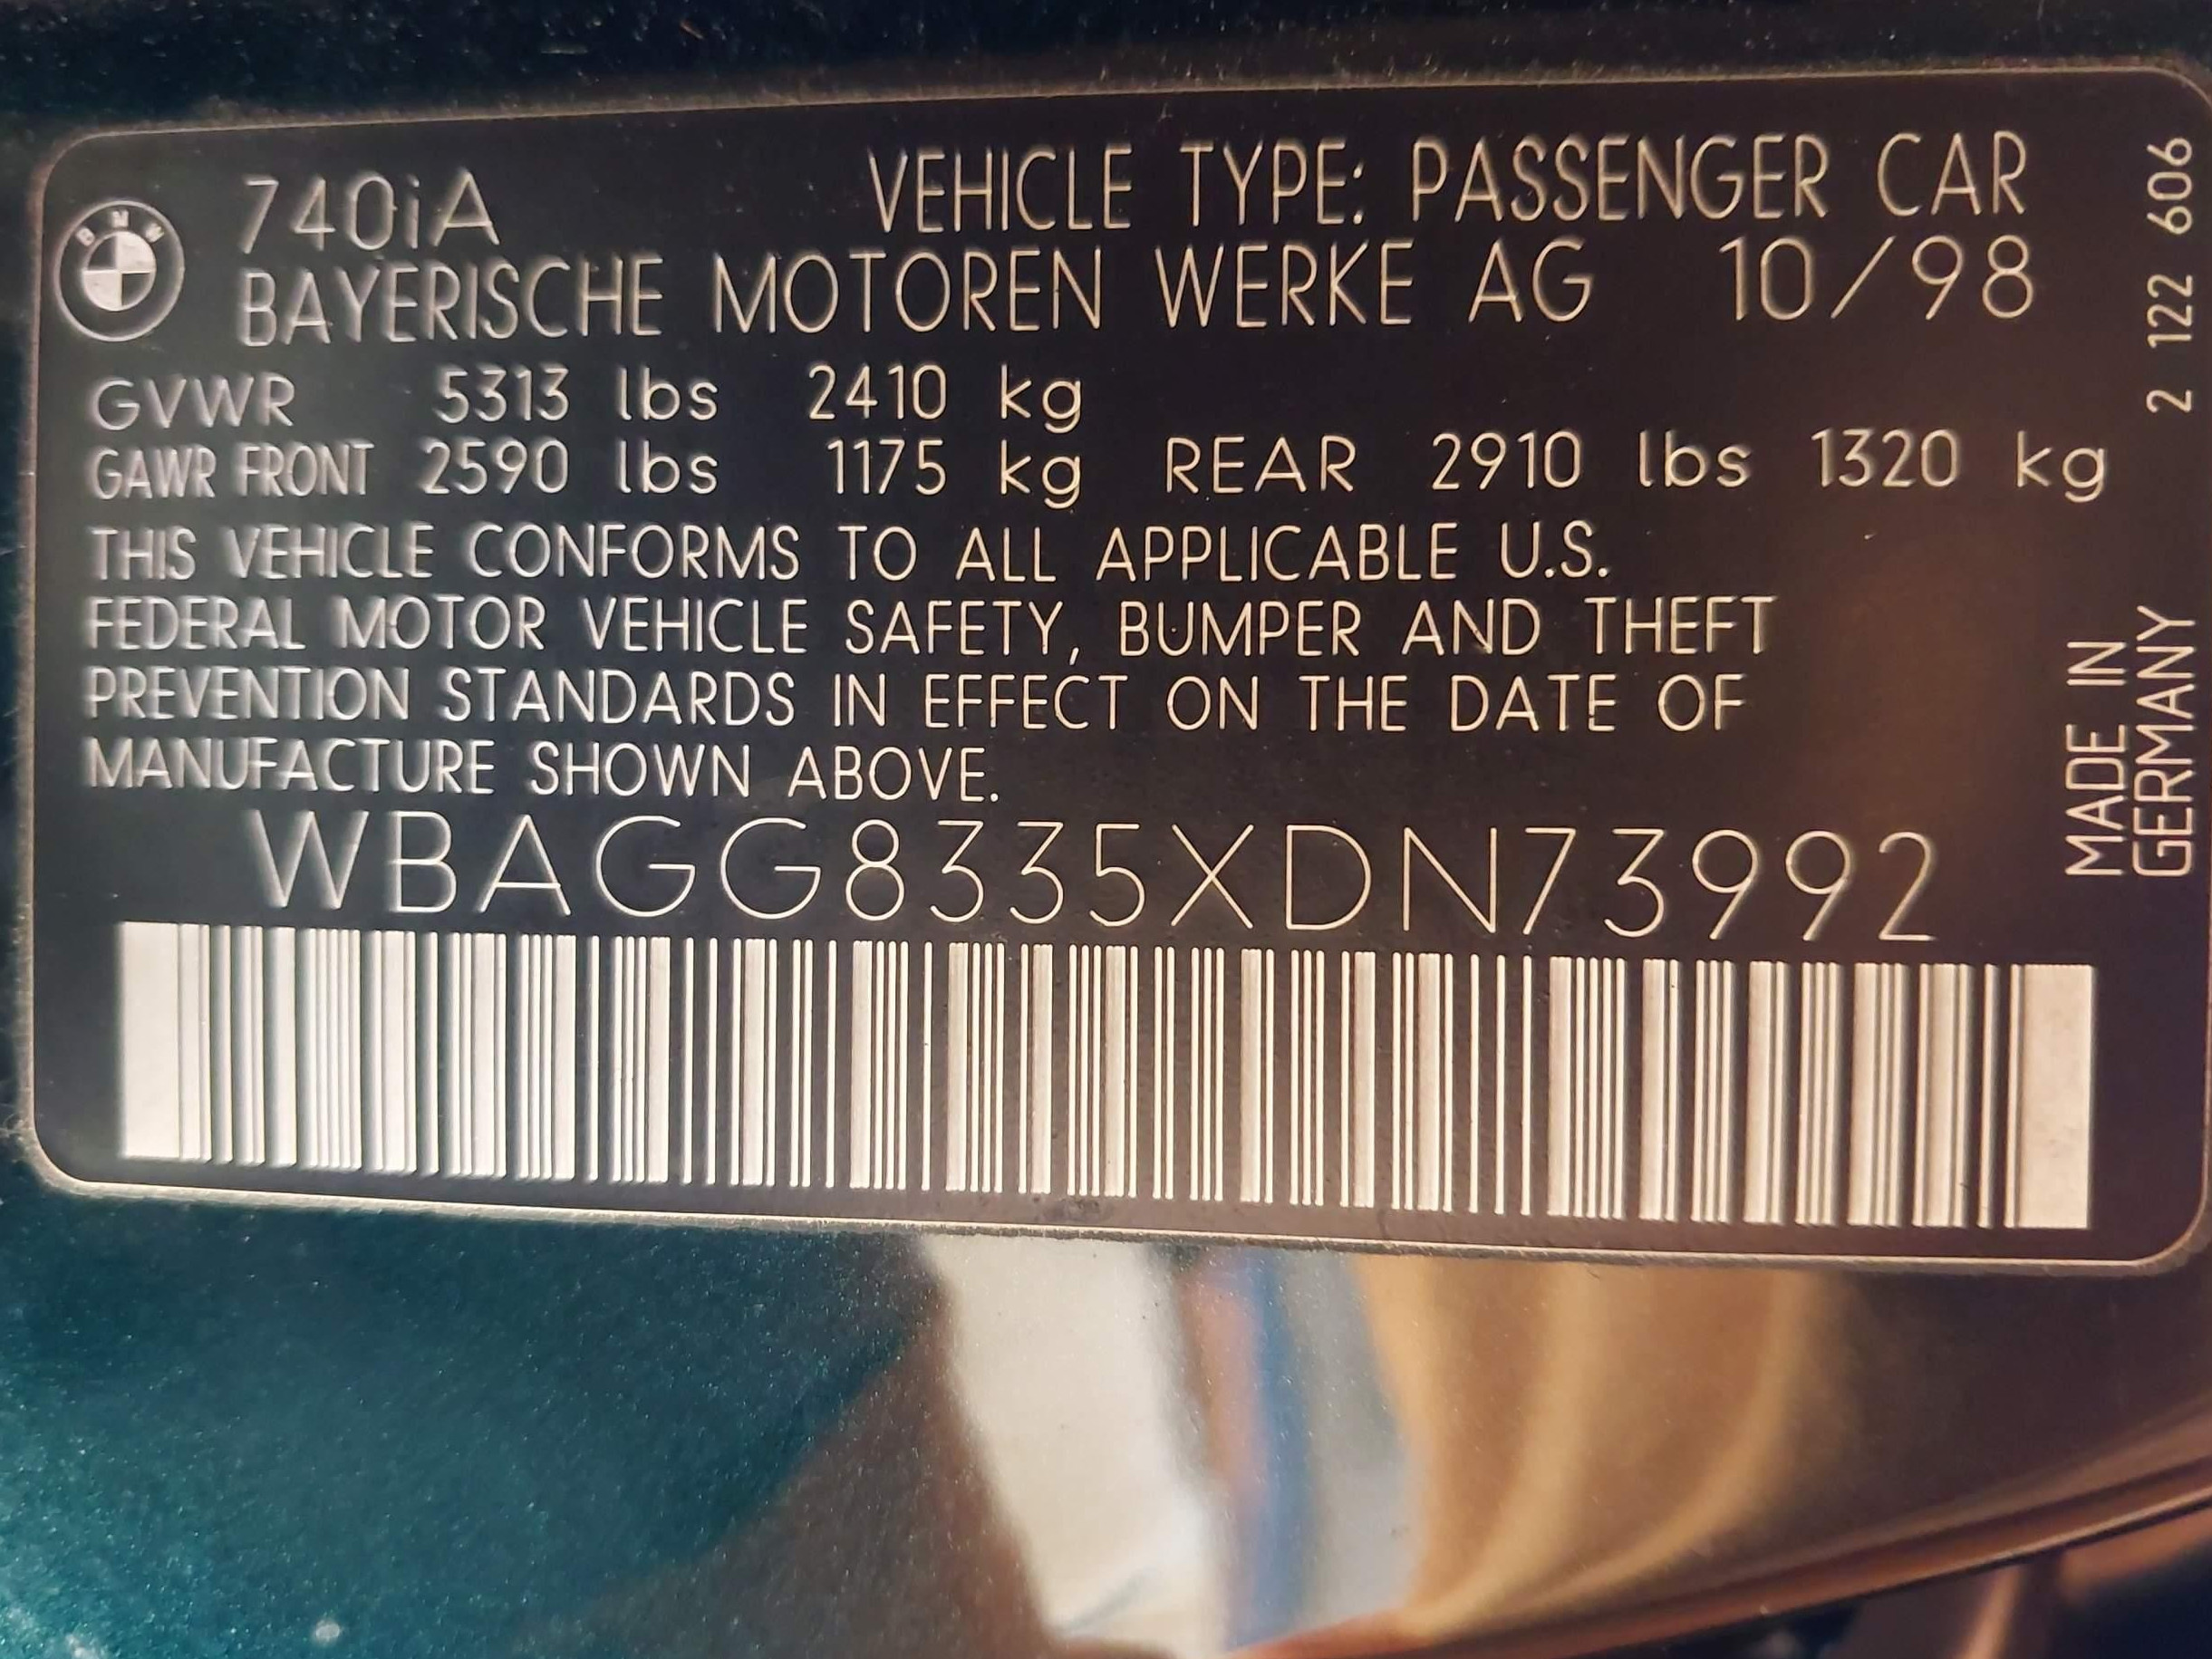 740iA VEHICLE TYPE: PASSENGER CAR
BMW
BAYERISCHE MOTOREN WERKE AG 10/98
GVWR 5313 lbs 2410 kg
GAWR FRONT 2590 lbs 1175 kg REAR 2910 lbs 1320 kg
THIS VEHICLE CONFORMS TO ALL APPLICABLE U.S.
FEDERAL MOTOR VEHICLE SAFETY, BUMPER AND THEFT
PREVENTION STANDARDS IN EFFECT ON THE DATE OF
MANUFACTURE SHOWN ABOVE.
WBAGG8335XDN73992
MADE IN
GERMANY
2 122 606